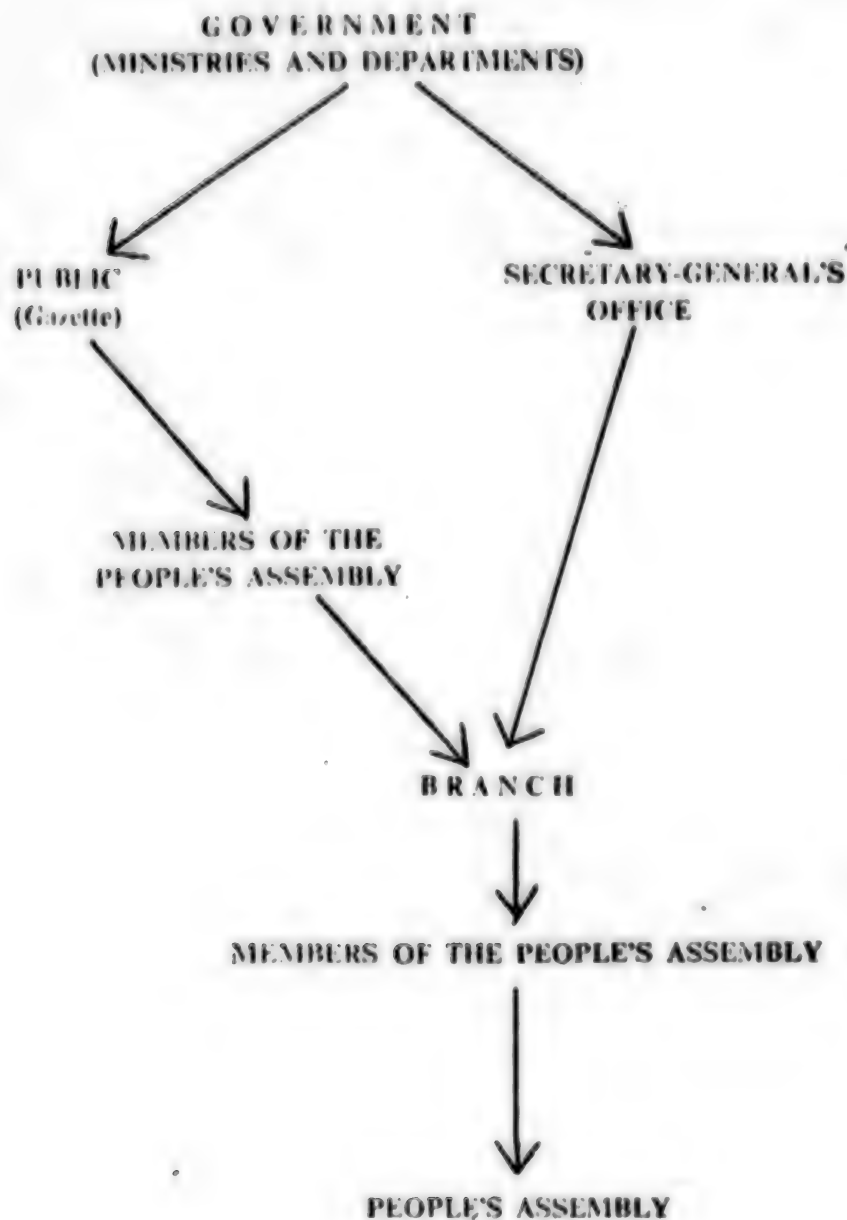 GOVERNMENT
(MINISTRIES AND DEPARTMENTS)
PUBLIC
(Gazette)
SECRETARY-GENERAL'S
OFFICE
MEMBERS OF THE
PEOPLE'S ASSEMBLY
BRANCH
MEMBERS OF THE PEOPLE'S ASSEMBLY
PEOPLE'S ASSEMBLY